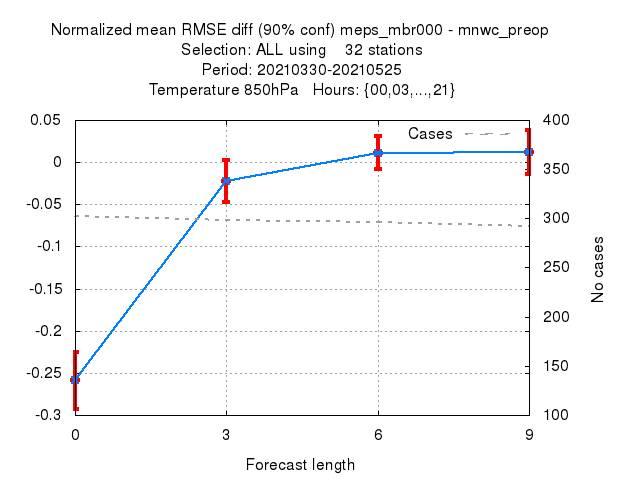 Normalized mean RMSE diff (90% conf) meps_mbr000 - mnwc_preop
Selection: ALL using    32 stations
Period: 20210330-20210525
Temperature 850hPa   Hours: {00,03,...,21}
0.05
0
-0.05
-0.1
-0.15
-0.2
-0.25
-0.3
Cases
400
350
300
250
200
150
100
No cases
0 3 6 9
Forecast length